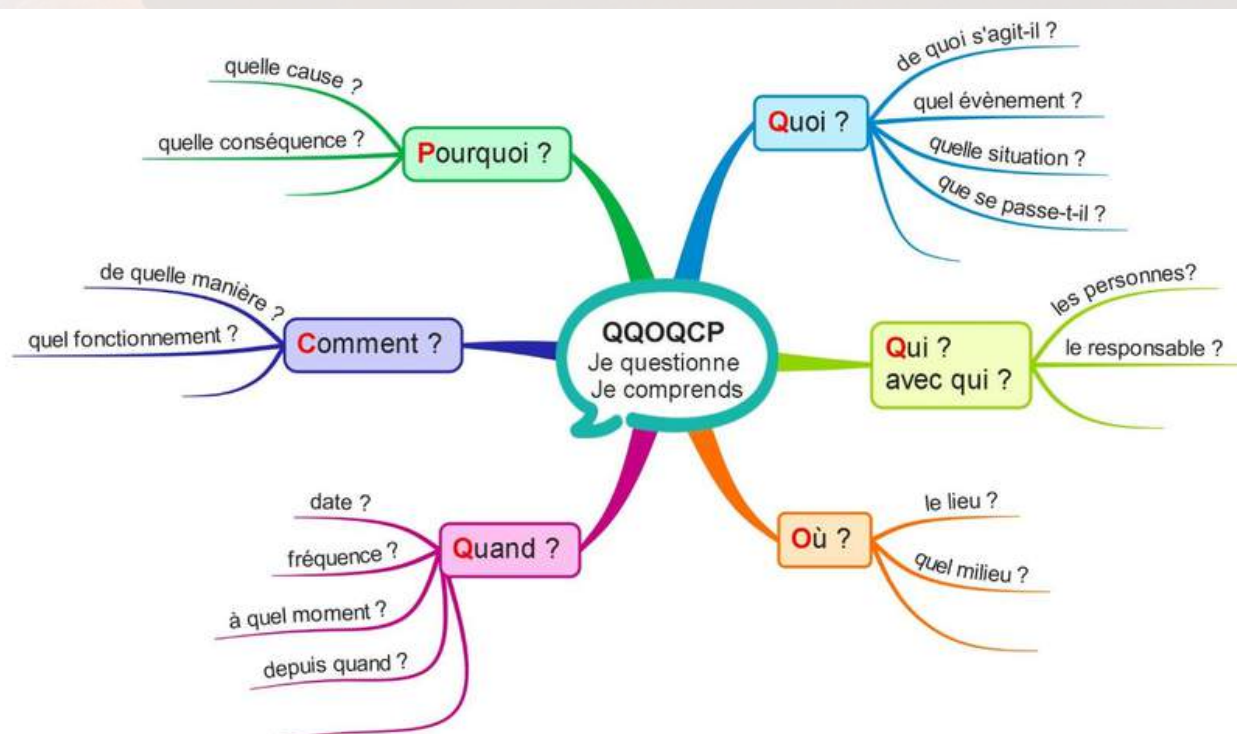 QQOQCP
Je questionne
Je comprends
Quoi ?
de quoi s'agit-il ?
quel évènement ?
quelle situation ?
que se passe-t-il ?
Qui ?
avec qui ?
les personnes?
le responsable ?
Où ?
le lieu ?
quel milieu ?
Quand ?
date ?
fréquence ?
à quel moment ?
depuis quand ?
Comment ?
de quelle manière ?
quel fonctionnement ?
Pourquoi ?
quelle cause ?
quelle conséquence ?